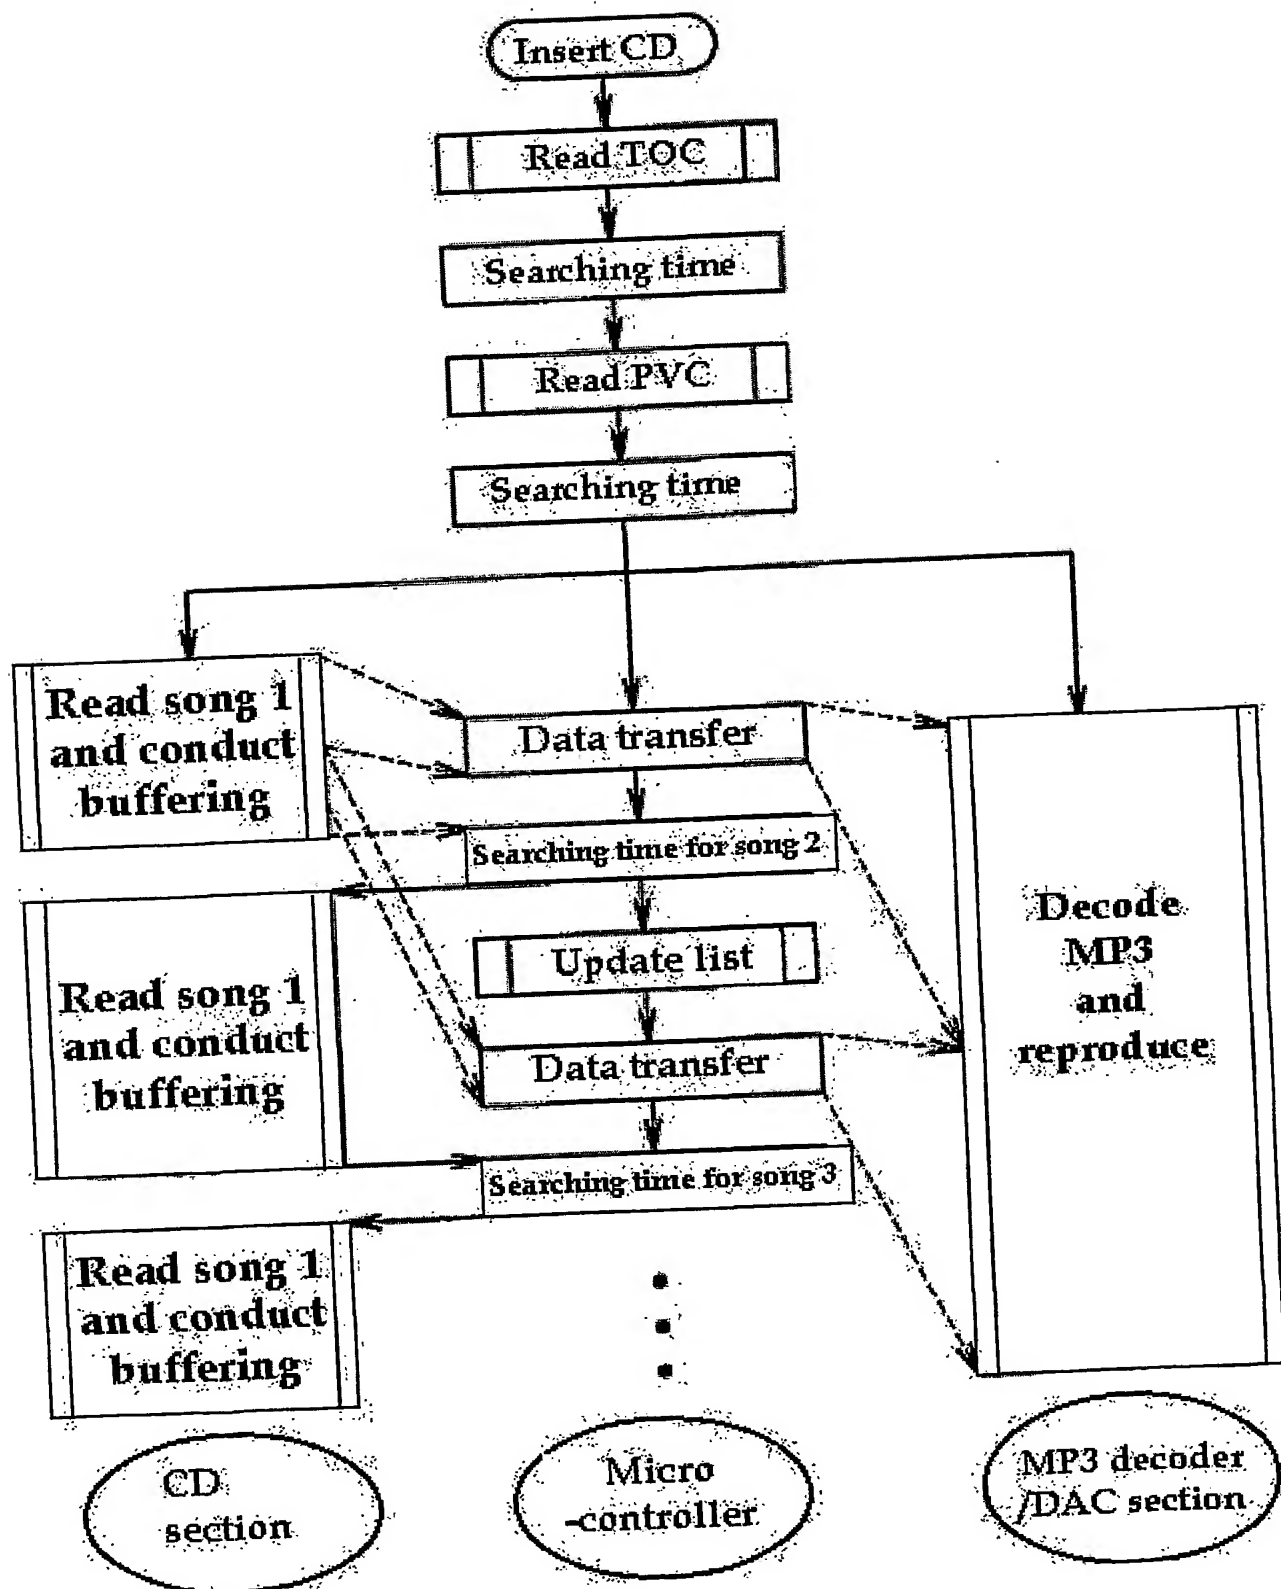 Insert CD
Read TOC
Searching time
Read PVC
Searching time
Read song 1
and conduct
buffering
Data transfer
Searching time for song 2
Update list
Read song 1
and conduct
buffering
Data transfer
Searching time for song 3
Read song 1
and conduct
buffering
Decode
MP3
and
reproduce
CD
section
Micro
-controller
MP3 decoder
/DAC section